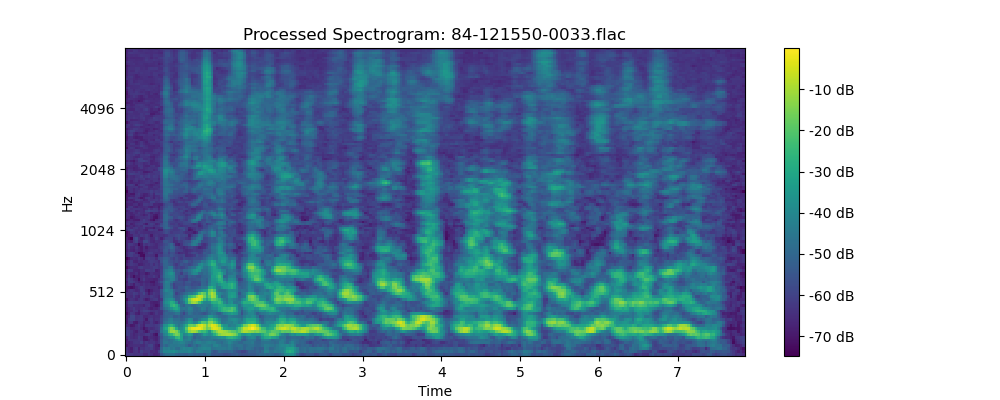 Processed Spectrogram: 84-121550-0033.flac
4096
2048
1024
512
0
Hz
0 1 2 3 4 5 6 7
Time
-10 dB
-20 dB
-30 dB
-40 dB
-50 dB
-60 dB
-70 dB